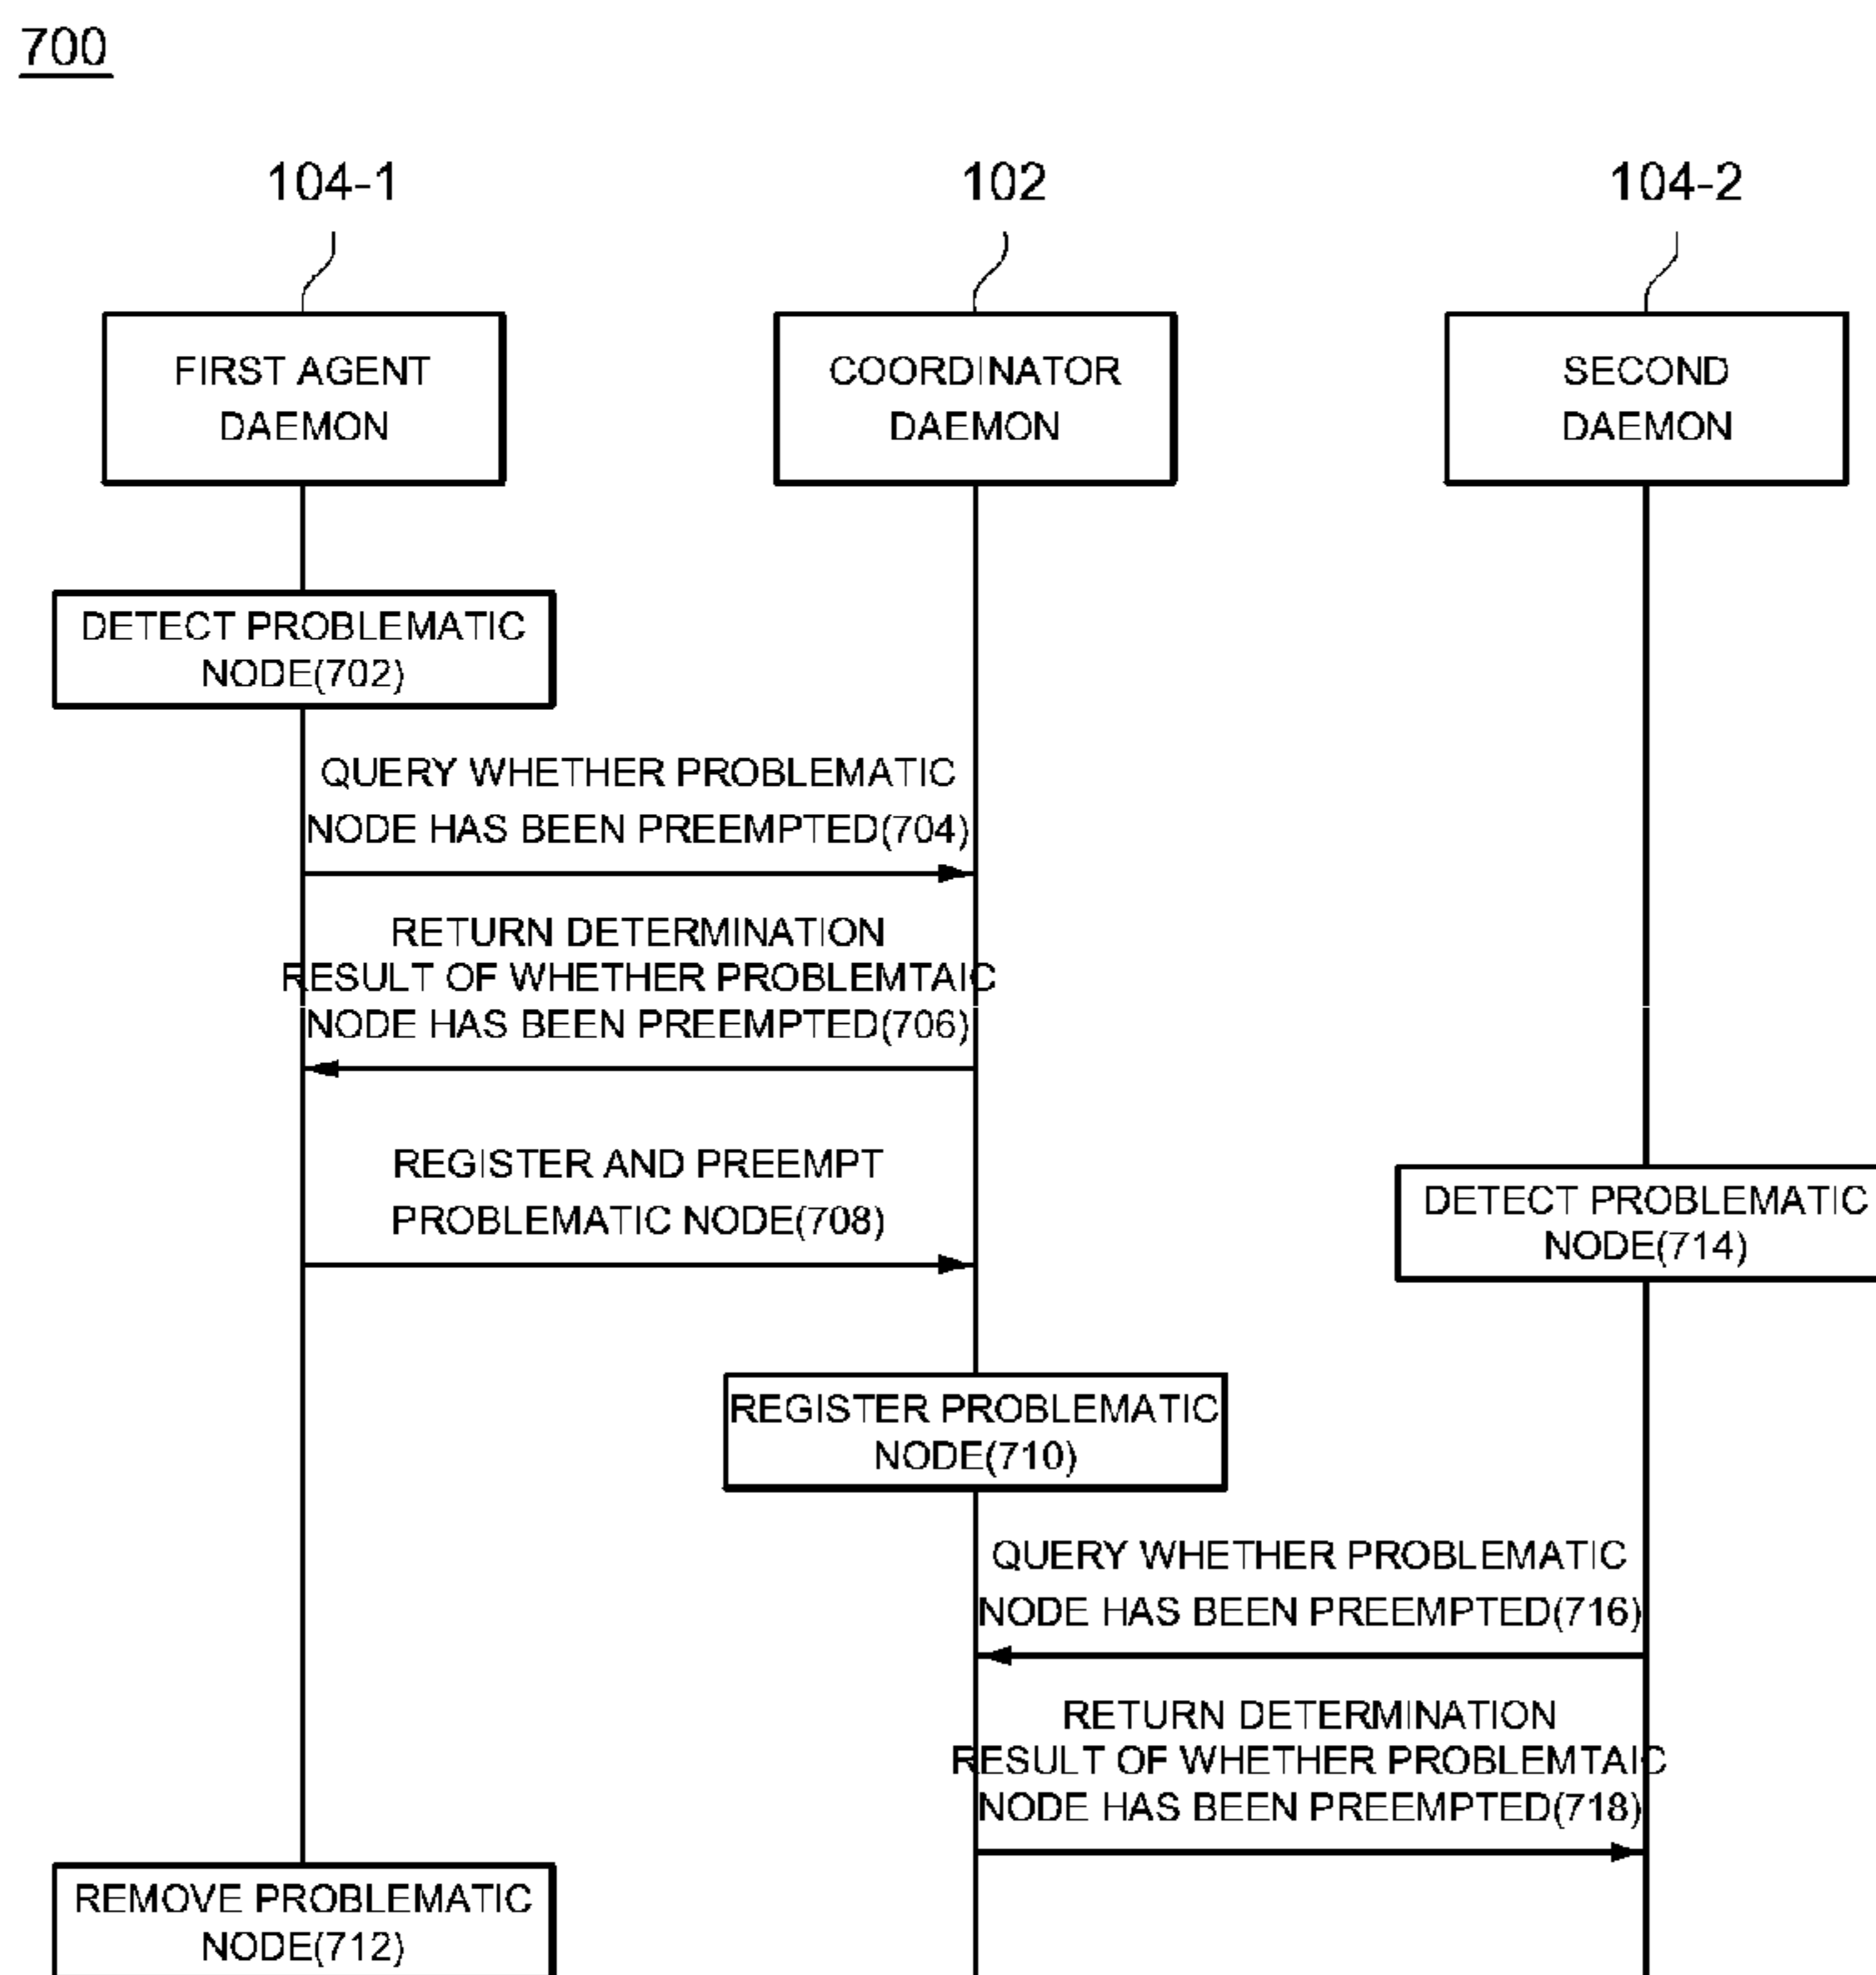 700
104-1
102
104-2
FIRST AGENT
DAEMON
COORDINATOR
DAEMON
SECOND
DAEMON
DETECT PROBLEMATIC
NODE(702)
QUERY WHETHER PROBLEMATIC
NODE HAS BEEN PREEMPTED(704)
RETURN DETERMINATION
RESULT OF WHETHER PROBLEMTAIC
NODE HAS BEEN PREEMPTED(706)
REGISTER AND PREEMPT
PROBLEMATIC NODE(708)
DETECT PROBLEMATIC
NODE(714)
REGISTER PROBLEMATIC
NODE(710)
QUERY WHETHER PROBLEMATIC
NODE HAS BEEN PREEMPTED(716)
RETURN DETERMINATION
RESULT OF WHETHER PROBLEMTAIC
NODE HAS BEEN PREEMPTED(718)
REMOVE PROBLEMATIC
NODE(712)